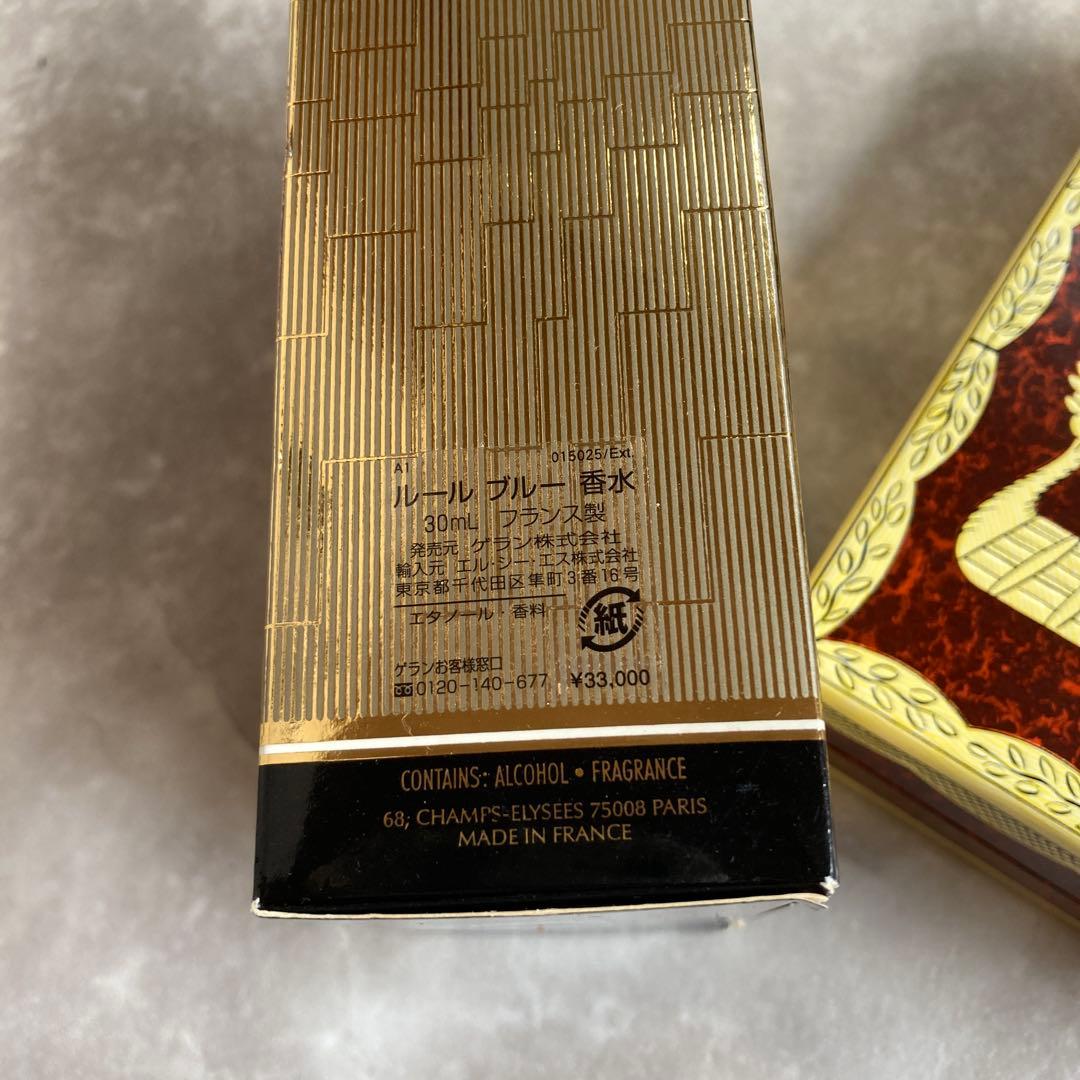 A1 015025/Ext.
ルール ブルー 香水
30mL フランス製
発売元 ゲラン株式会社
輸入元 エル・シー・エス株式会社
東京都千代田区隼町3番16号
エタノール・香料
紙
ゲランお客様窓口
0120-140-677 ¥33,000
CONTAINS: ALCOHOL • FRAGRANCE
68, CHAMPS-ELYSEES 75008 PARIS
MADE IN FRANCE